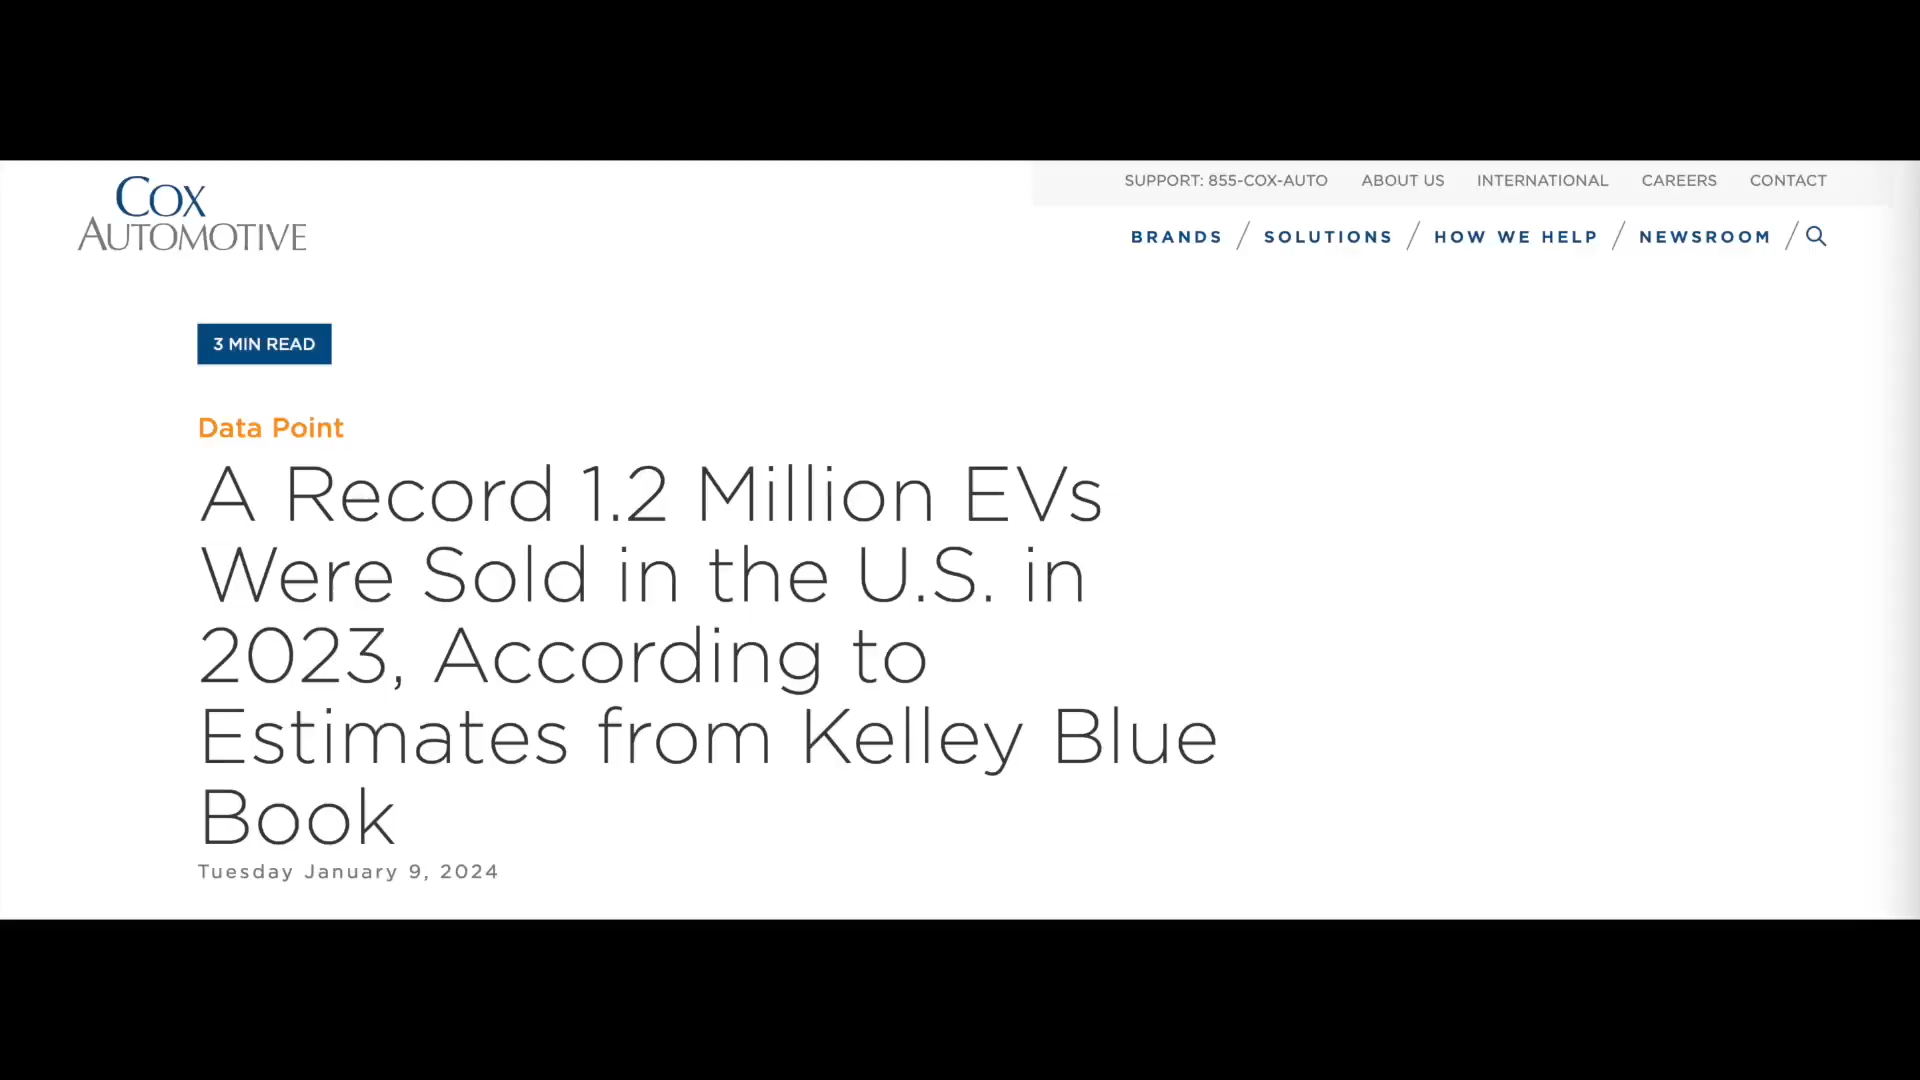 COX
AUTOMOTIVE
SUPPORT: 855-COX-AUTO ABOUT US INTERNATIONAL CAREERS CONTACT
BRANDS / SOLUTIONS / HOW WE HELP / NEWSROOM /
3 MIN READ
Data Point
A Record 1.2 Million EVs
Were Sold in the U.S. in
2023, According to
Estimates from Kelley Blue
Book
Tuesday January 9, 2024